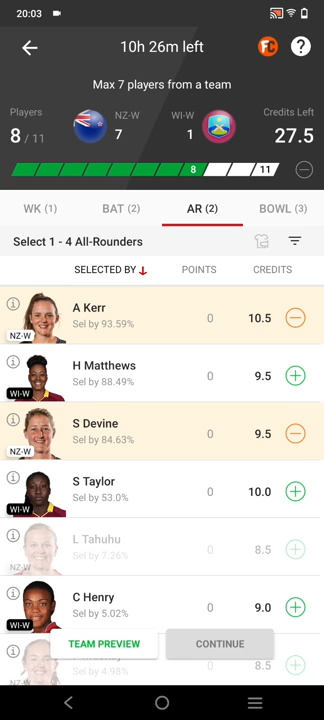 20:03
10h 26m left
FC
?
Max 7 players from a team
Players
8 / 11
NZ-W
7
WI-W
1
Credits Left
27.5
8
11
WK (1)
BAT (2)
AR (2)
BOWL (3)
Select 1 - 4 All-Rounders
SELECTED BY
POINTS
CREDITS
A Kerr
Sel by 93.59%
0
10.5
NZ-W
H Matthews
Sel by 88.49%
0
9.5
WI-W
S Devine
Sel by 84.63%
0
9.5
NZ-W
S Taylor
Sel by 53.0%
0
10.0
WI-W
L Tahuhu
Sel by 7.26%
0
8.5
NZ-W
C Henry
Sel by 5.02%
0
9.0
WI-W
TEAM PREVIEW
CONTINUE
Sel by 4.98%
0
8.5